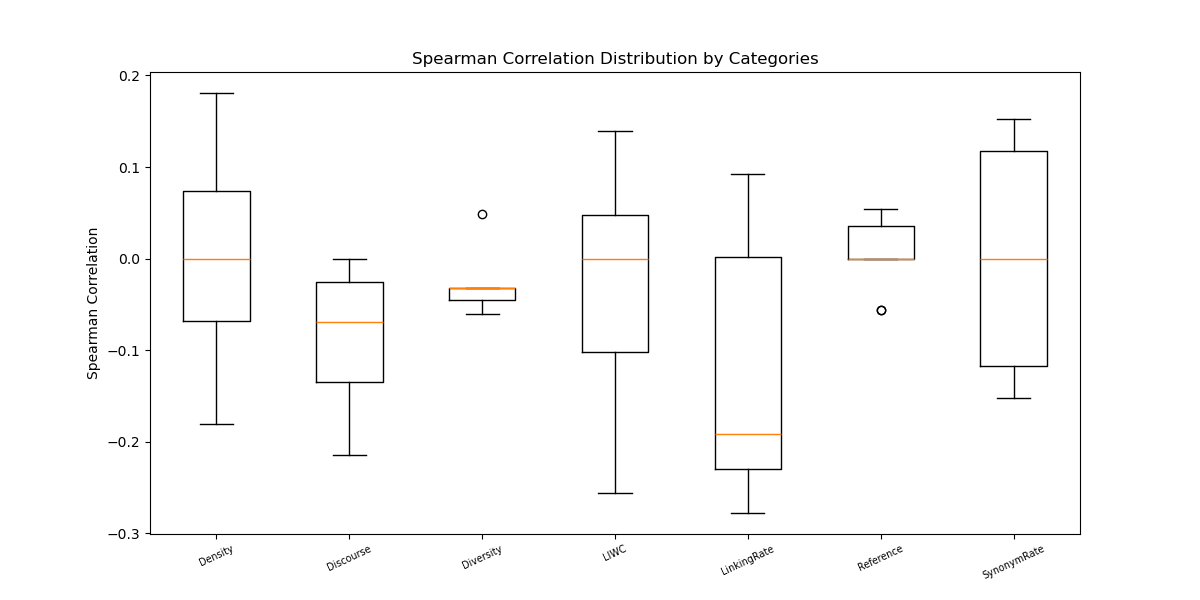 Spearman Correlation Distribution by Categories
0.2
0.1
0.0
−0.1
−0.2
−0.3
Spearman Correlation
Density
Discourse
Diversity
LIWC
LinkingRate
Reference
SynonymRate